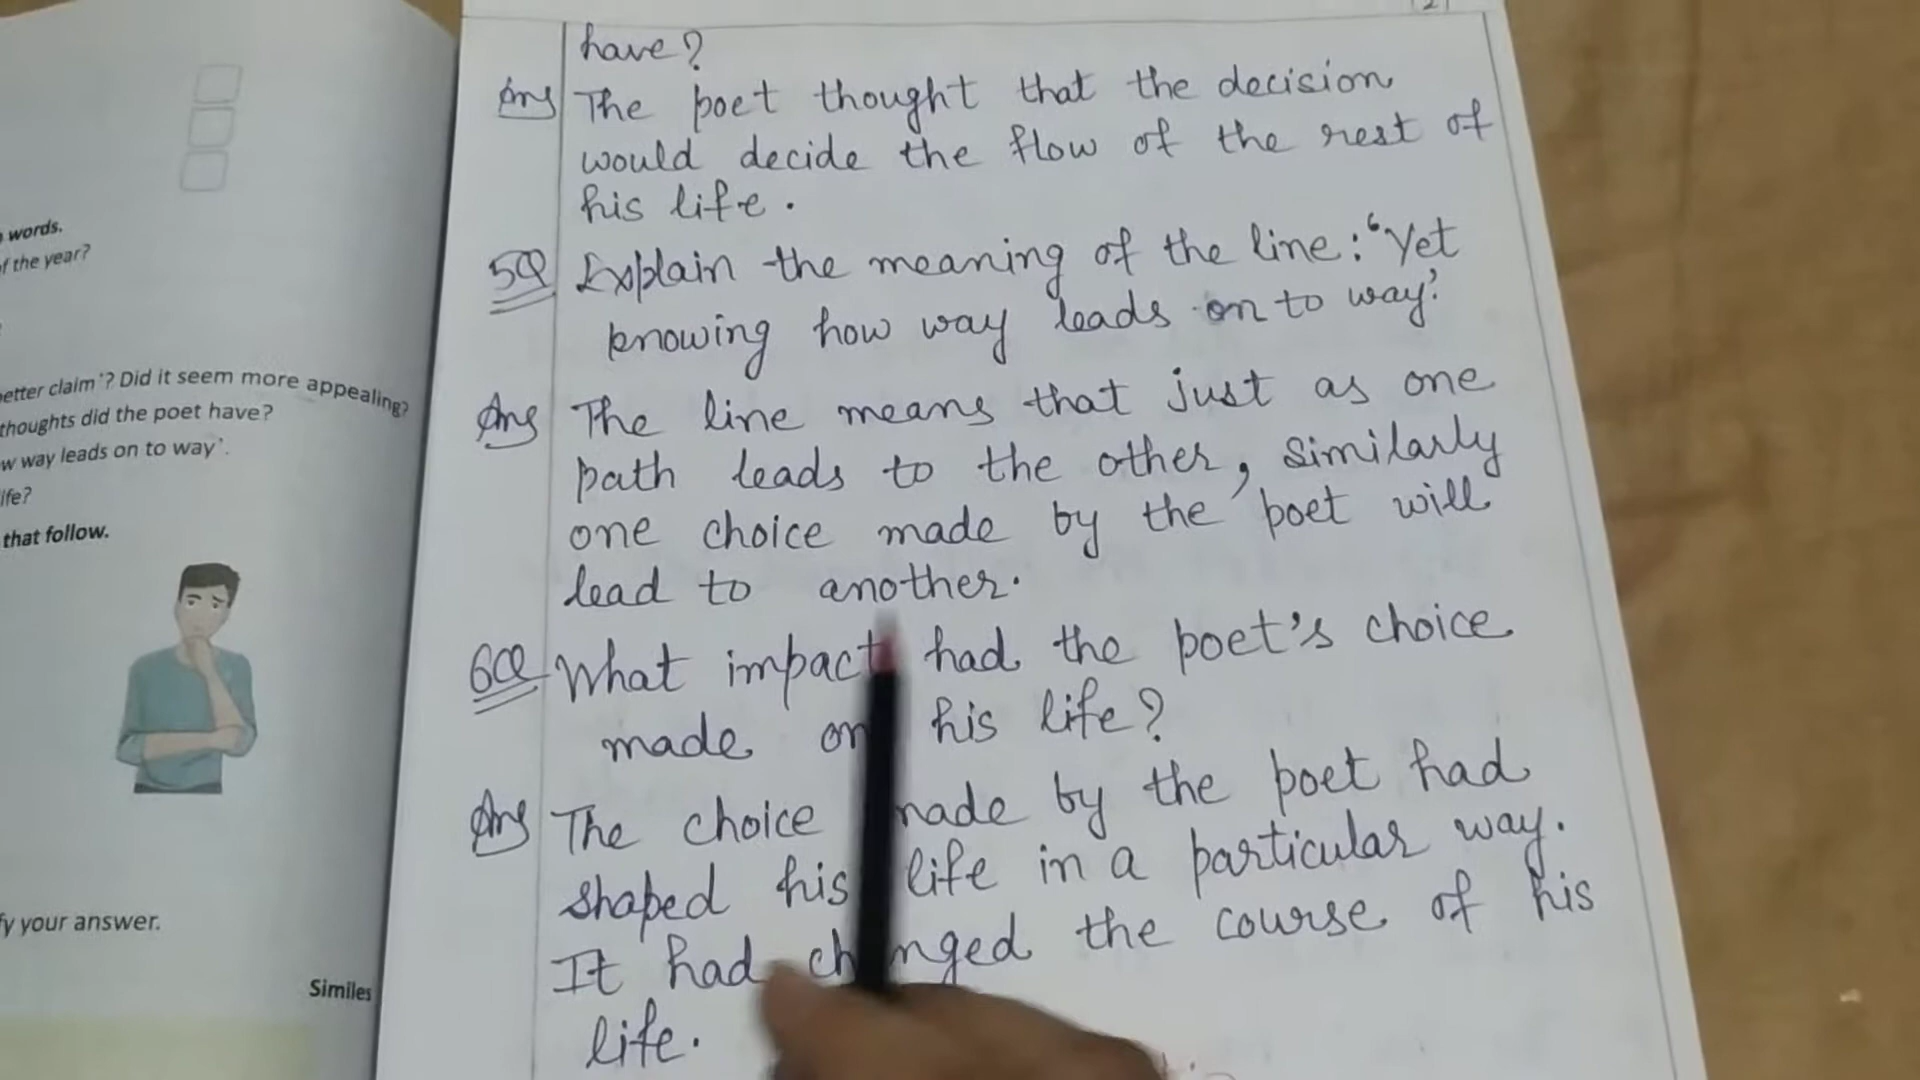 words.
f the year?
etter claim'? Did it seem more appealing?
thoughts did the poet have?
w way leads on to way'.
ife?
that follow.
fy your answer.
Similes
have?
Ans The poet thought that the decision
would decide the flow of the rest of
his life.
5Q Explain the meaning of the line: 'Yet
knowing how way leads on to way.'
Ans The line means that just as one
path leads to the other, similarly
one choice made by the poet will
lead to another.
6Q What impact had the poet's choice
made on his life?
Ans The choice made by the poet had
shaped his life in a particular way.
It had changed the course of his
life.